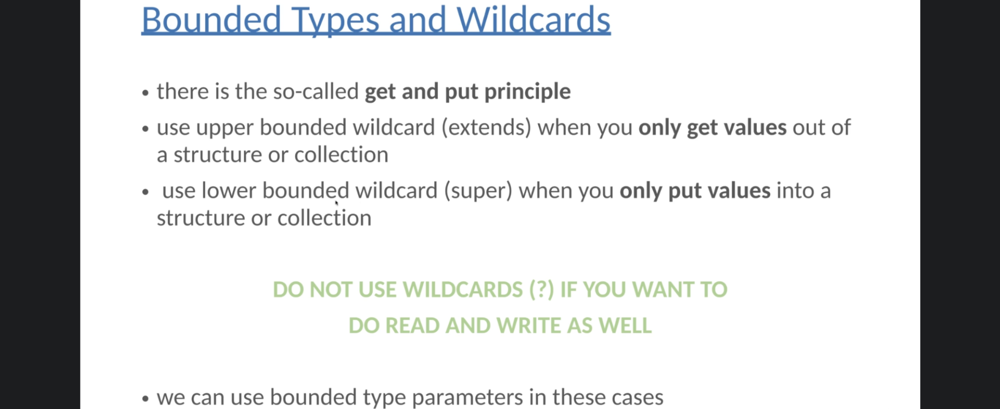 Bounded Types and Wildcards
• there is the so-called get and put principle
• use upper bounded wildcard (extends) when you only get values out of
a structure or collection
• use lower bounded wildcard (super) when you only put values into a
structure or collection
DO NOT USE WILDCARDS (?) IF YOU WANT TO
DO READ AND WRITE AS WELL
• we can use bounded type parameters in these cases